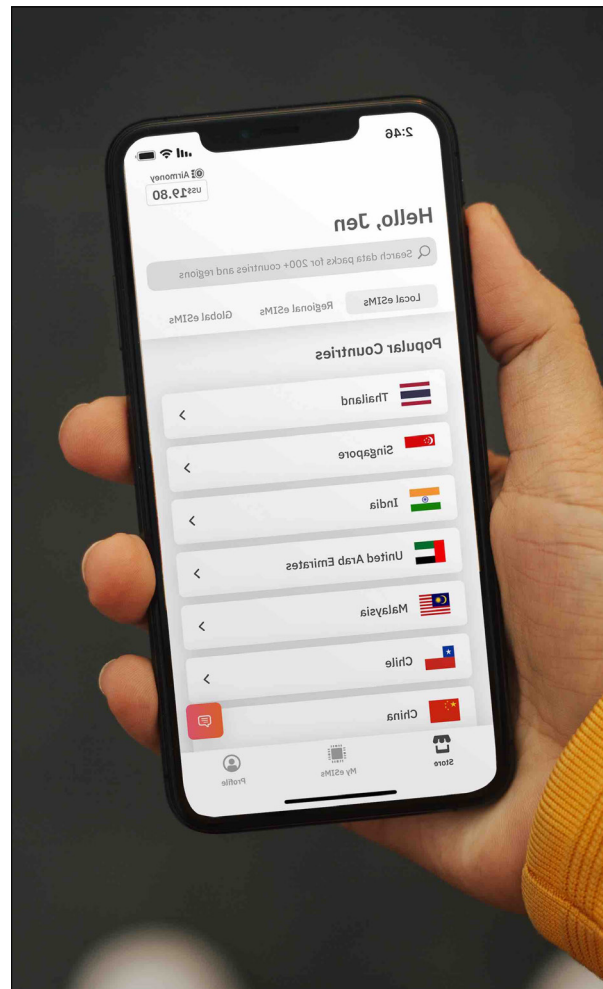 2:46
Airmoney
US$19.80
Hello, Jen
Search data packs for 200+ countries and regions
Local eSIMs Regional eSIMs Global eSIMs
Popular Countries
Thailand
Singapore
India
United Arab Emirates
Malaysia
Chile
China
Store My eSIMs Profile